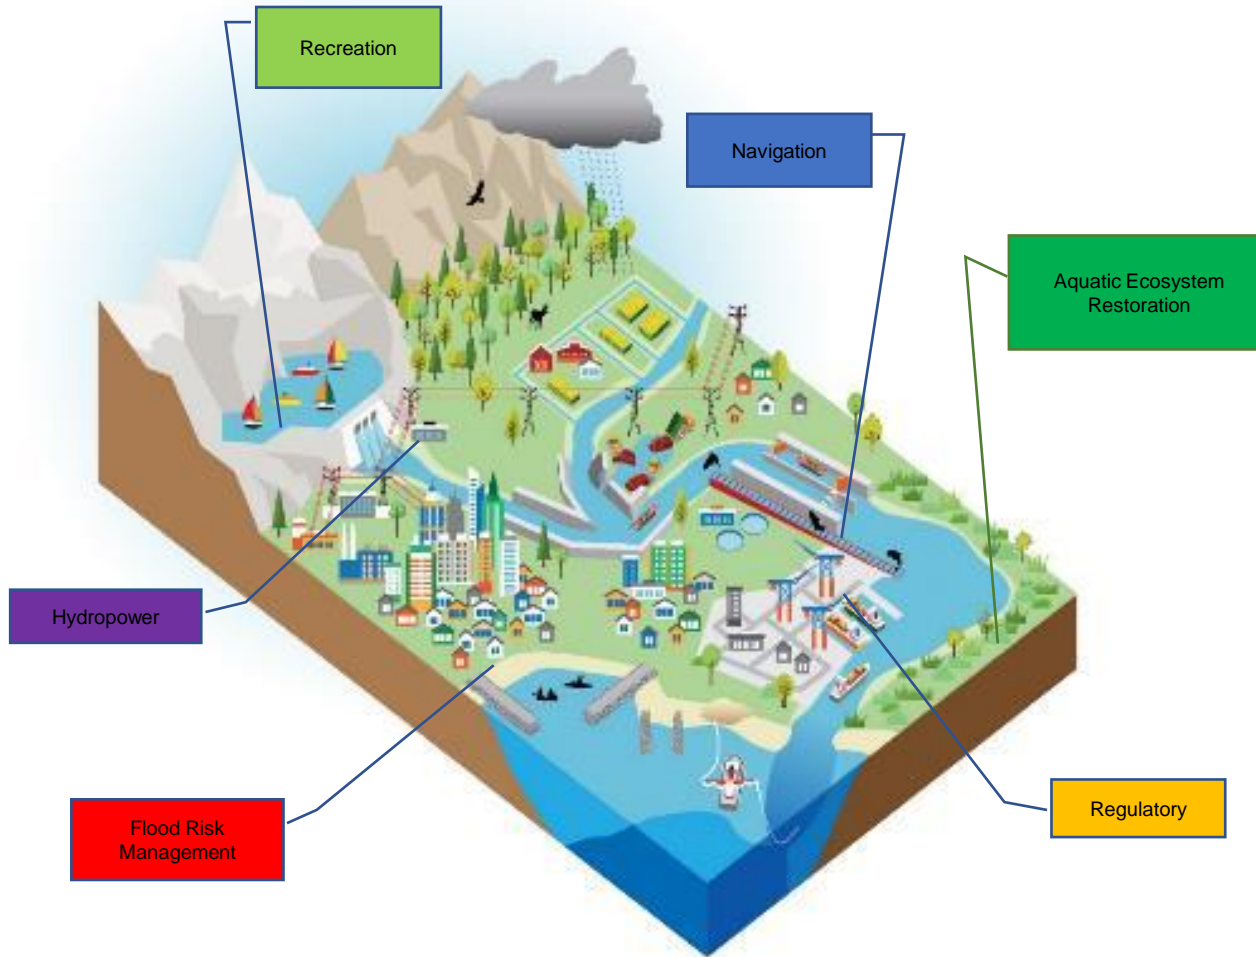 Recreation
Navigation
Aquatic Ecosystem
Restoration
Hydropower
Flood Risk
Management
Regulatory